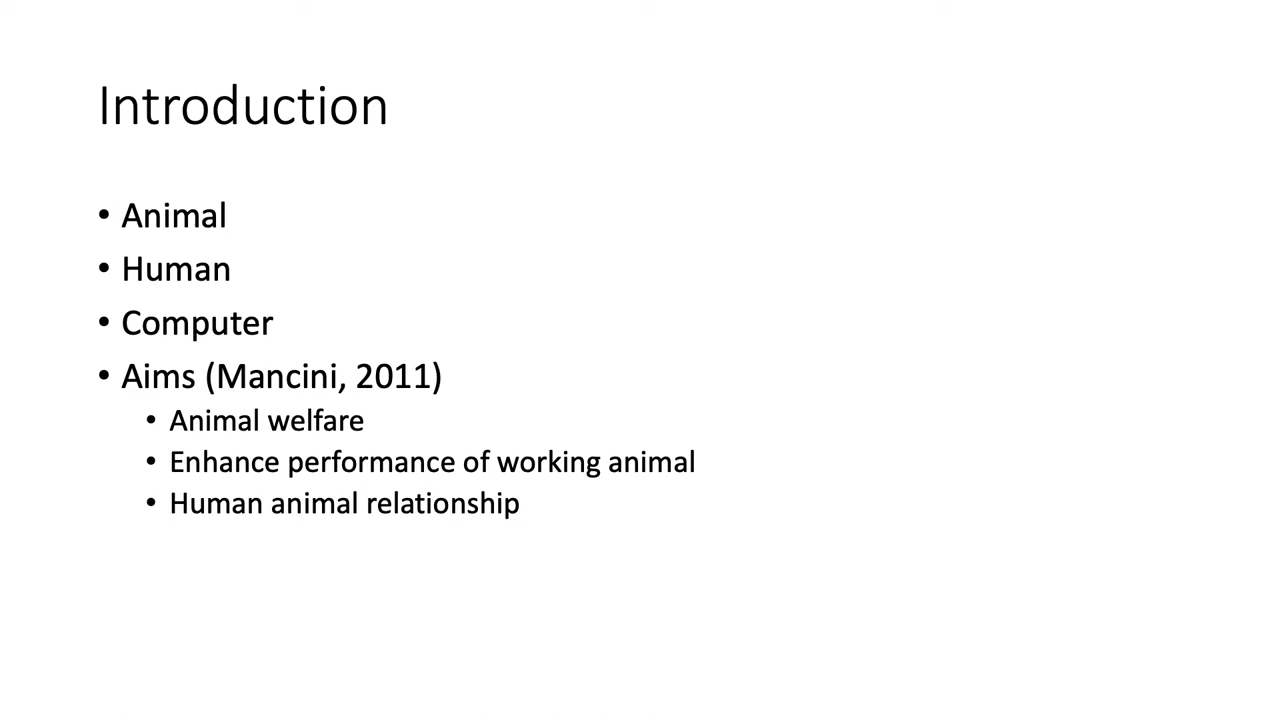 Introduction
• Animal
• Human
• Computer
• Aims (Mancini, 2011)
• Animal welfare
• Enhance performance of working animal
• Human animal relationship